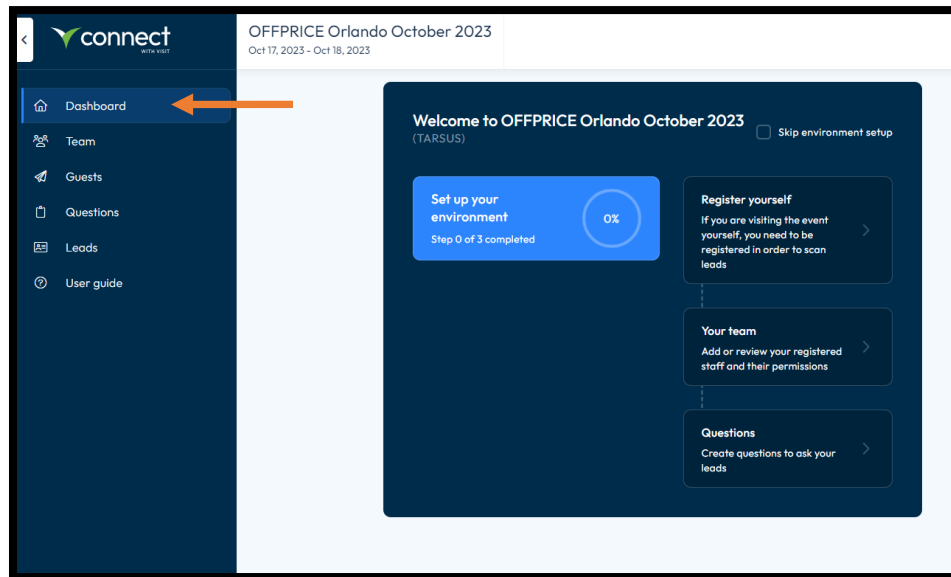 connect
WITH VISIT
OFFPRICE Orlando October 2023
Oct 17, 2023 - Oct 18, 2023
Dashboard
Team
Guests
Questions
Leads
User guide
Welcome to OFFPRICE Orlando October 2023
(TARSUS)
Skip environment setup
Set up your
environment
Step 0 of 3 completed
0%
Register yourself
If you are visiting the event
yourself, you need to be
registered in order to scan
leads
Your team
Add or review your registered
staff and their permissions
Questions
Create questions to ask your
leads